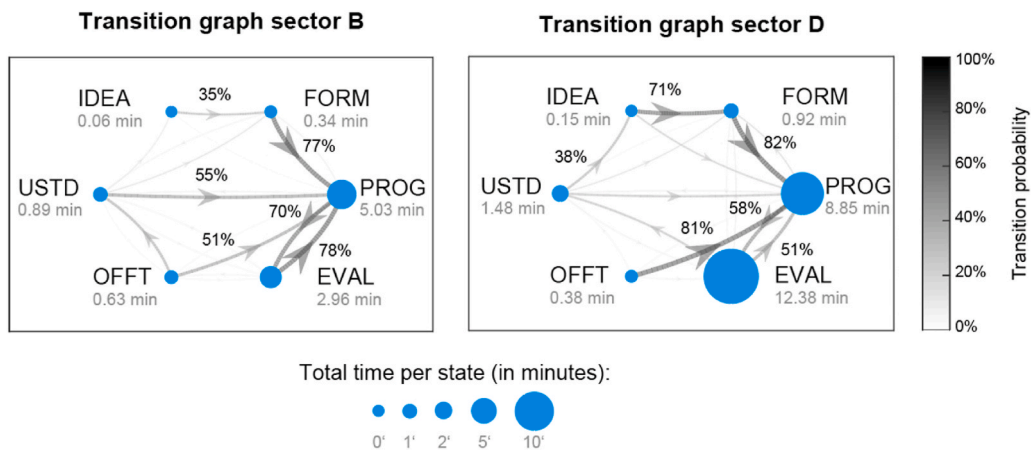 Transition graph sector B
IDEA
0.06 min
35%
FORM
0.34 min
77%
USTD
0.89 min
55%
PROG
5.03 min
70%
51%
78%
OFFT
0.63 min
EVAL
2.96 min
Transition graph sector D
IDEA
0.15 min
71%
FORM
0.92 min
82%
38%
USTD
1.48 min
PROG
8.85 min
58%
81%
51%
OFFT
0.38 min
EVAL
12.38 min
100%
80%
60%
40%
20%
0%
Transition probability
Total time per state (in minutes):
0' 1' 2' 5' 10'